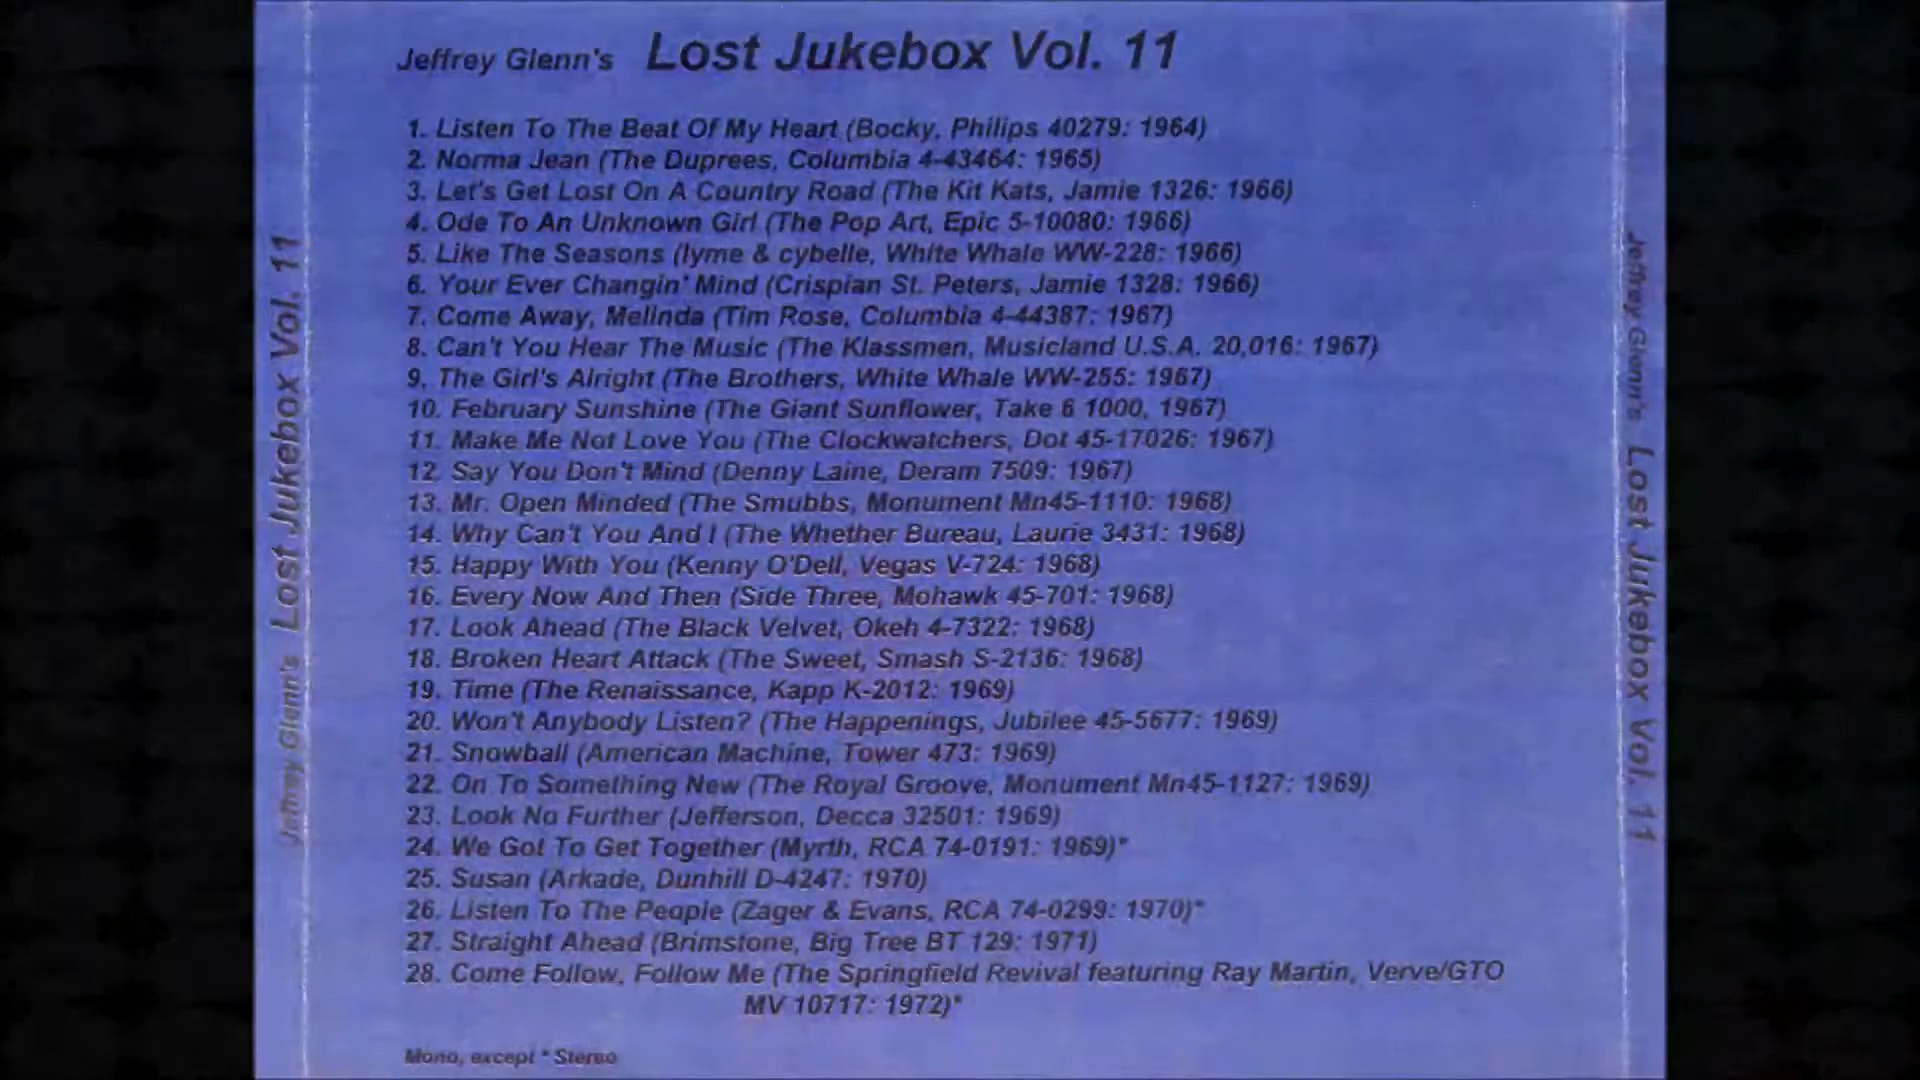 Jeffrey Glenn's Lost Jukebox Vol. 11
1. Listen To The Beat Of My Heart (Bocky, Philips 40279: 1964)
2. Norma Jean (The Duprees, Columbia 4-43464: 1965)
3. Let's Get Lost On A Country Road (The Kit Kats, Jamie 1326: 1966)
4. Ode To An Unknown Girl (The Pop Art, Epic 5-10080: 1966)
5. Like The Seasons (lyme & cybelle, White Whale WW-228: 1966)
6. Your Ever Changin' Mind (Crispian St. Peters, Jamie 1328: 1966)
7. Come Away, Melinda (Tim Rose, Columbia 4-44387: 1967)
8. Can't You Hear The Music (The Klassmen, Musicland U.S.A. 20,016: 1967)
9. The Girl's Alright (The Brothers, White Whale WW-255: 1967)
10. February Sunshine (The Giant Sunflower, Take 6 1000, 1967)
11. Make Me Not Love You (The Clockwatchers, Dot 45-17026: 1967)
12. Say You Don't Mind (Denny Laine, Deram 7509: 1967)
13. Mr. Open Minded (The Smubbs, Monument Mn45-1110: 1968)
14. Why Can't You And I (The Whether Bureau, Laurie 3431: 1968)
15. Happy With You (Kenny O'Dell, Vegas V-724: 1968)
16. Every Now And Then (Side Three, Mohawk 45-701: 1968)
17. Look Ahead (The Black Velvet, Okeh 4-7322: 1968)
18. Broken Heart Attack (The Sweet, Smash S-2136: 1968)
19. Time (The Renaissance, Kapp K-2012: 1969)
20. Won't Anybody Listen? (The Happenings, Jubilee 45-5677: 1969)
21. Snowball (American Machine, Tower 473: 1969)
22. On To Something New (The Royal Groove, Monument Mn45-1127: 1969)
23. Look No Further (Jefferson, Decca 32501: 1969)
24. We Got To Get Together (Myrth, RCA 74-0191: 1969)*
25. Susan (Arkade, Dunhill D-4247: 1970)
26. Listen To The People (Zager & Evans, RCA 74-0299: 1970)*
27. Straight Ahead (Brimstone, Big Tree BT 129: 1971)
28. Come Follow, Follow Me (The Springfield Revival featuring Ray Martin, Verve/GTO
MV 10717: 1972)*
Mono, except * Stereo
Jeffrey Glenn's Lost Jukebox Vol. 11
Jeffrey Glenn's Lost Jukebox Vol. 11